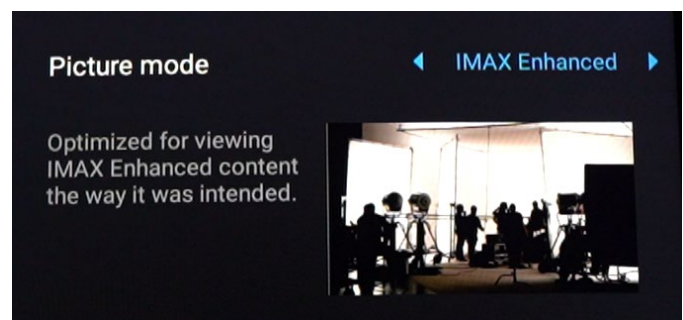 Picture mode
IMAX Enhanced
Optimized for viewing
IMAX Enhanced content
the way it was intended.